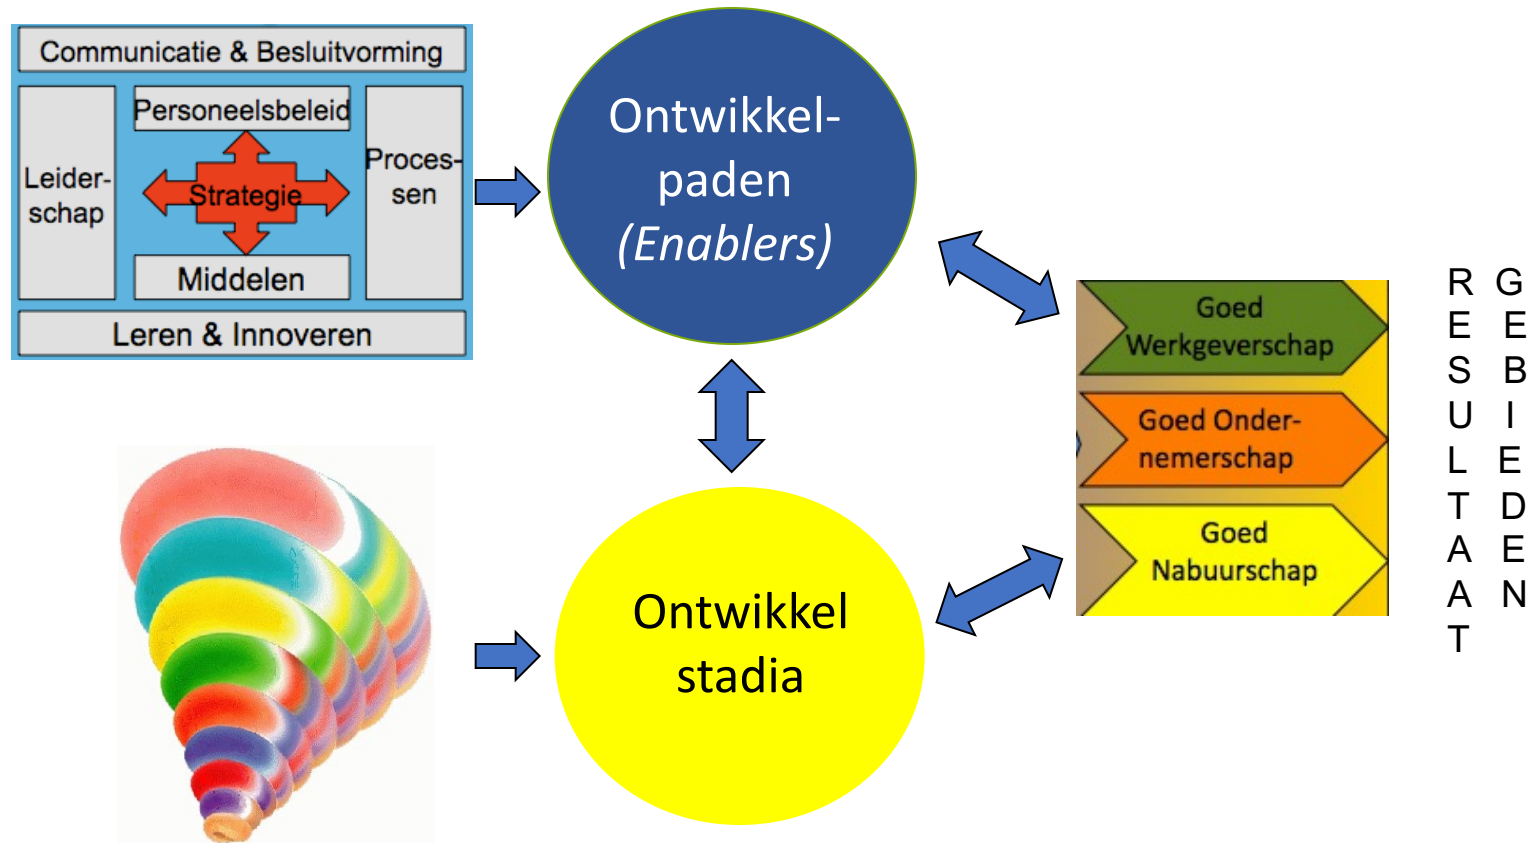 Communicatie & Besluitvorming
Personeelsbeleid
Leider-
schap
Strategie
Proces-
sen
Middelen
Leren & Innoveren
Ontwikkel-
paden
(Enablers)
Ontwikkel
stadia
Goed
Werkgeverschap
Goed Onder-
nemerschap
Goed
Nabuurschap
R G
E E
S B
U I
L E
T D
A E
A N
T